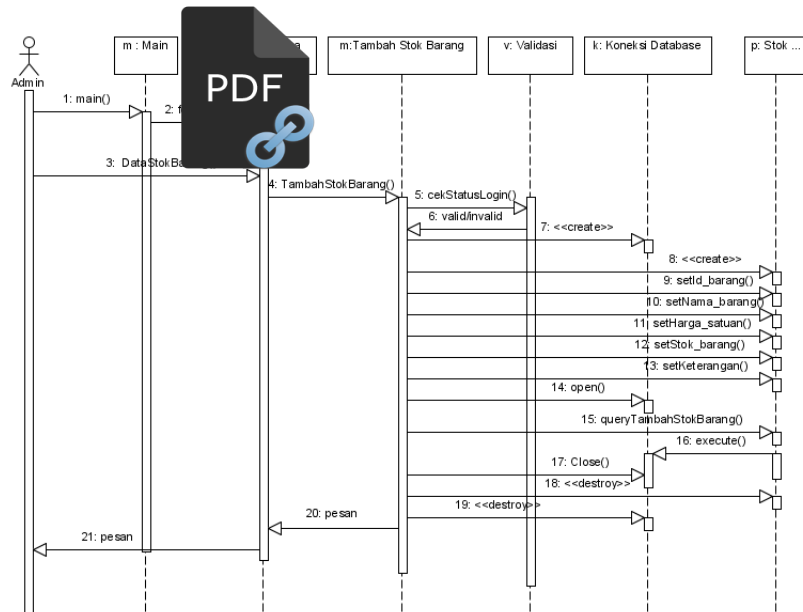 m : Main
m:Tambah Stok Barang
v: Validasi
k: Koneksi Database
p: Stok ...
PDF
Admin
1: main()
2:
3: DataStokBarang()
4: TambahStokBarang()
5: cekStatusLogin()
6: valid/invalid
7: <<create>>
8: <<create>>
9: setId_barang()
10: setNama_barang()
11: setHarga_satuan()
12: setStok_barang()
13: setKeterangan()
14: open()
15: queryTambahStokBarang()
16: execute()
17: Close()
18: <<destroy>>
19: <<destroy>>
20: pesan
21: pesan